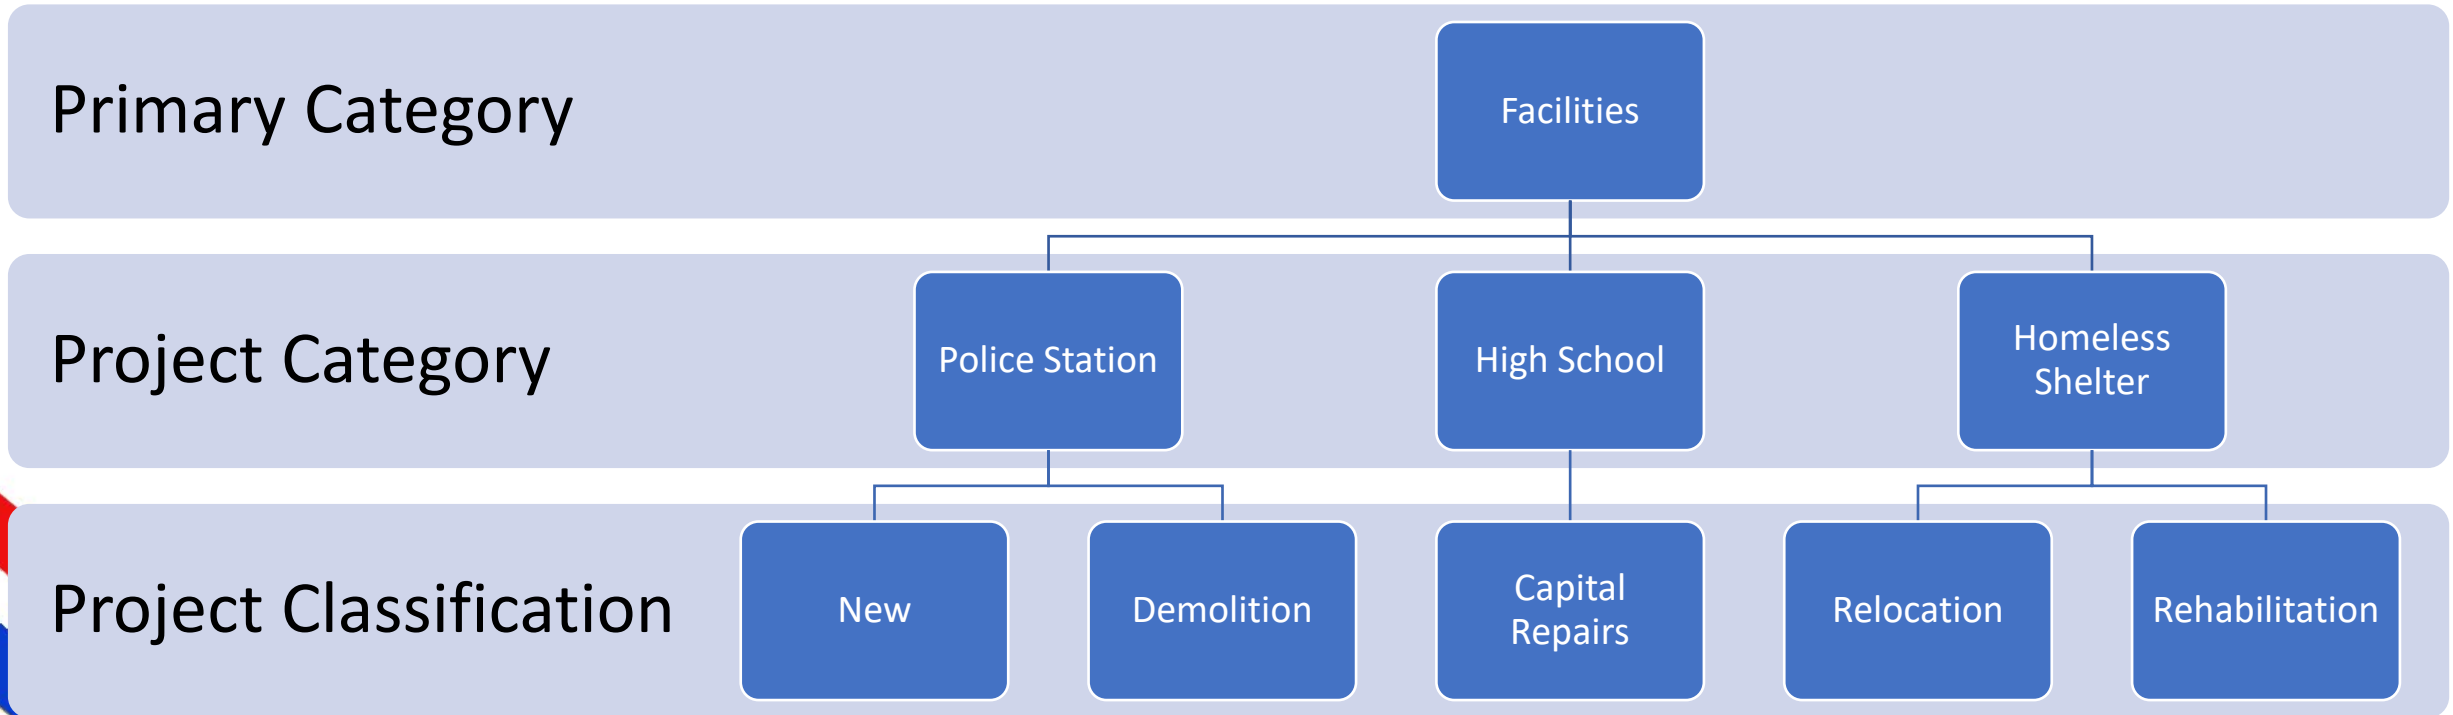 Primary Category
Facilities
Project Category
Police Station
High School
Homeless
Shelter
Project Classification
New
Demolition
Capital
Repairs
Relocation
Rehabilitation